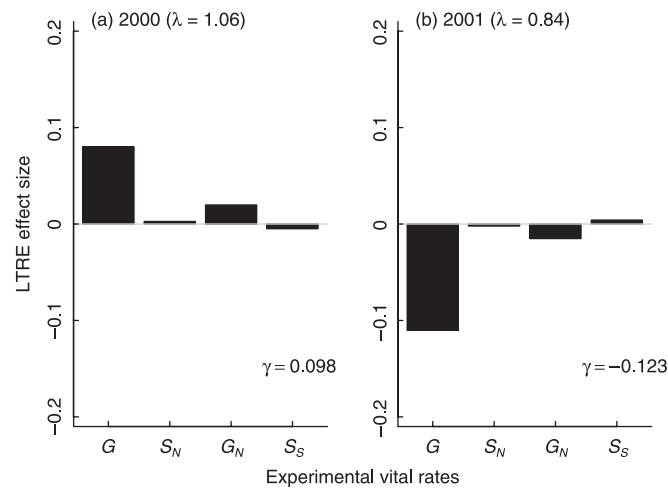 (a) 2000 (λ = 1.06)
(b) 2001 (λ = 0.84)
0.2
0.1
0
−0.1
−0.2
LTRE effect size
0.2
0.1
0
−0.1
−0.2
γ = 0.098
γ = −0.123
G S_N G_N S_S
G S_N G_N S_S
Experimental vital rates